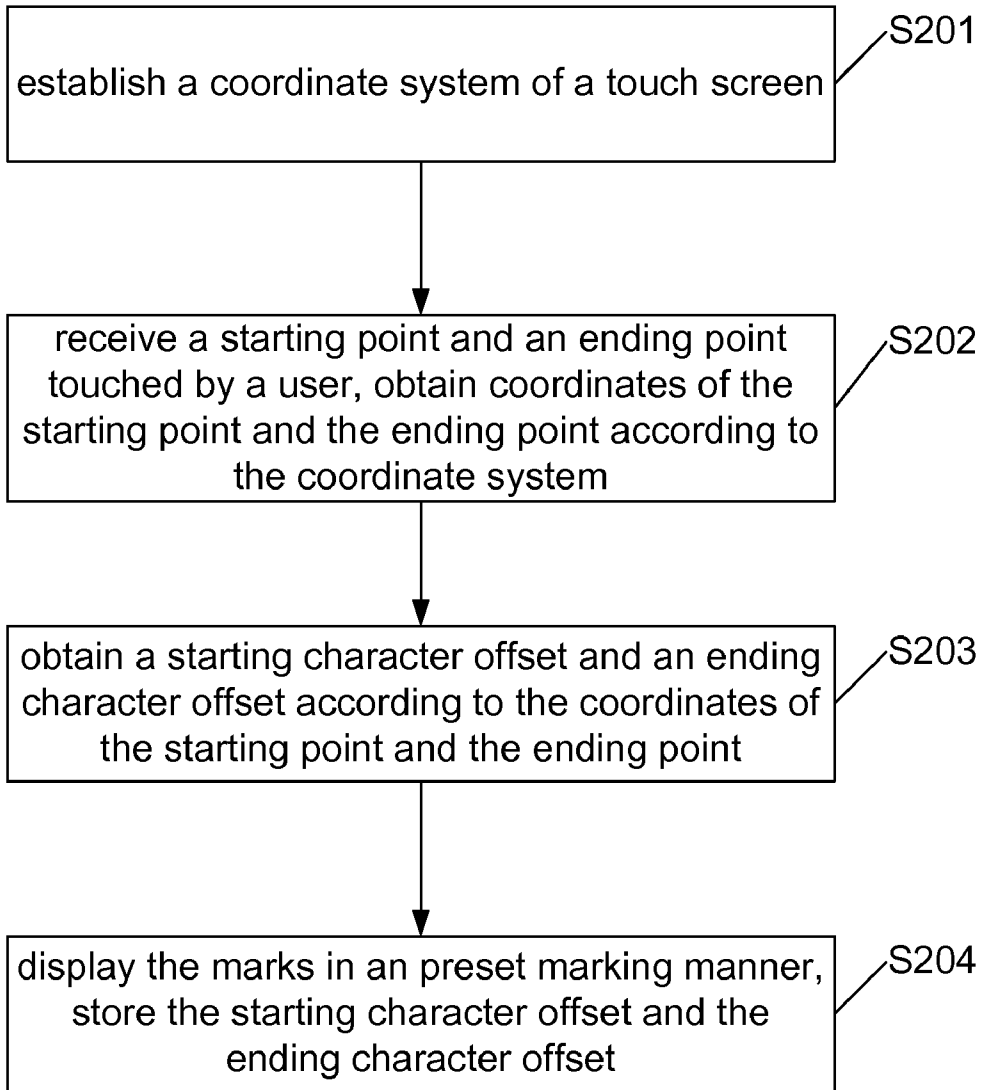 establish a coordinate system of a touch screen
S201
receive a starting point and an ending point
touched by a user, obtain coordinates of the
starting point and the ending point according to
the coordinate system
S202
obtain a starting character offset and an ending
character offset according to the coordinates of
the starting point and the ending point
S203
display the marks in an preset marking manner,
store the starting character offset and the
ending character offset
S204